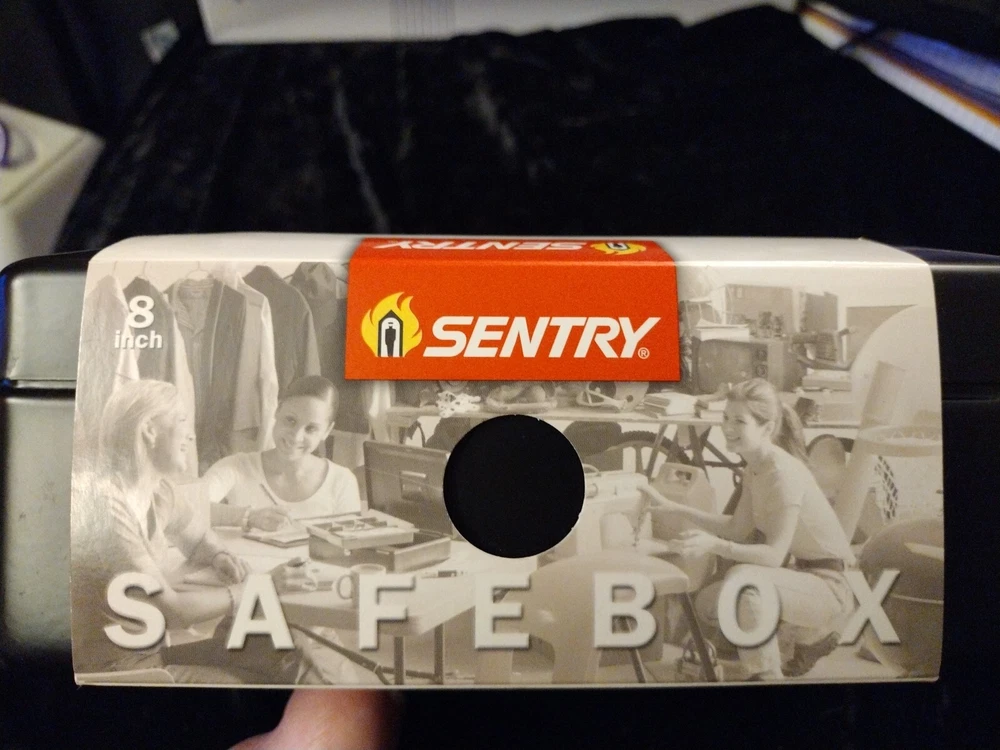 SENTRY
8
inch
SENTRY®
SAFEBOX